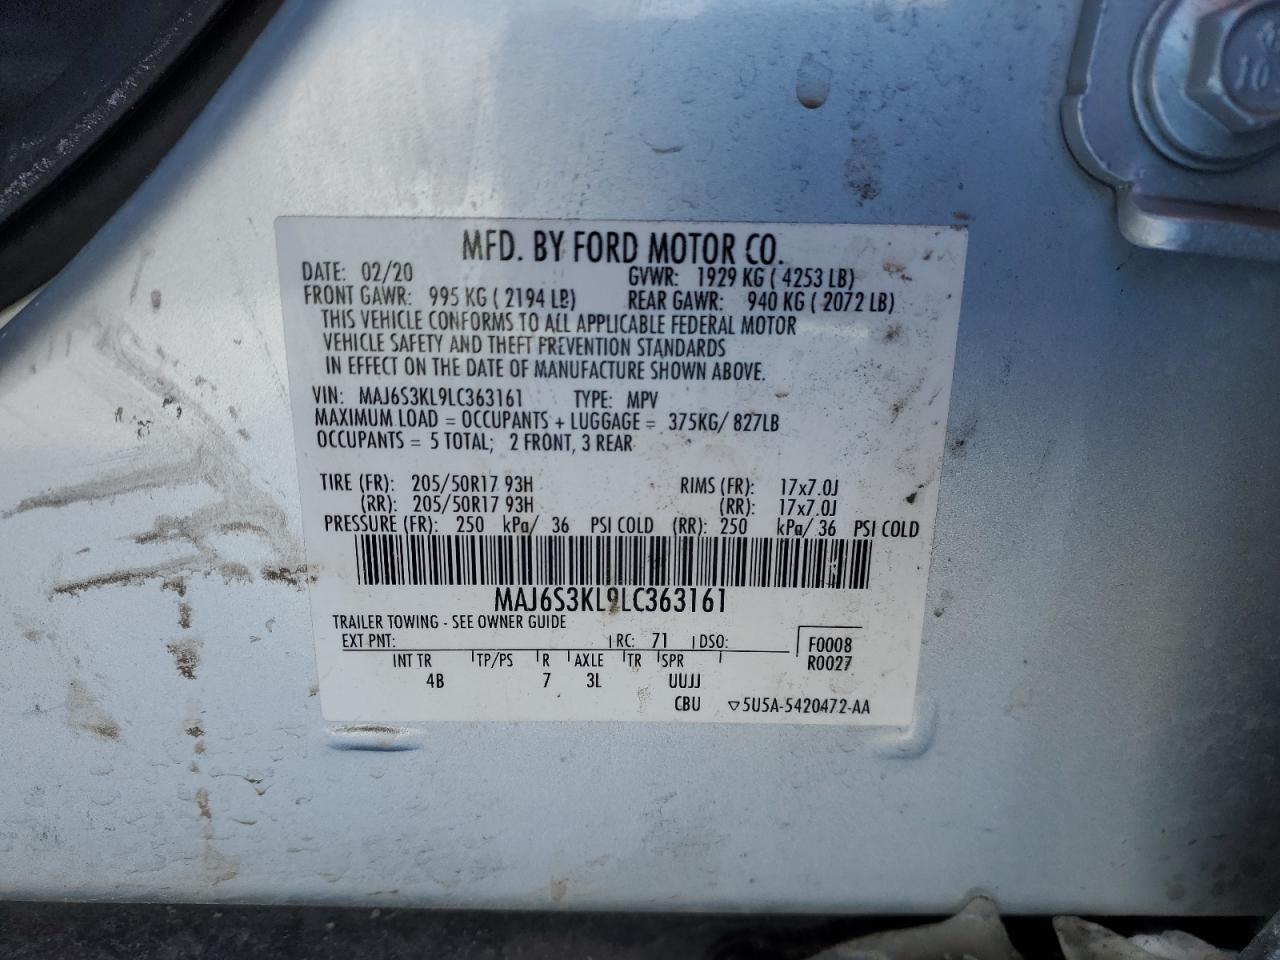 MFD. BY FORD MOTOR CO.
DATE: 02/20 GVWR: 1929 KG ( 4253 LB)
FRONT GAWR: 995 KG ( 2194 LB) REAR GAWR: 940 KG ( 2072 LB)
THIS VEHICLE CONFORMS TO ALL APPLICABLE FEDERAL MOTOR
VEHICLE SAFETY AND THEFT PREVENTION STANDARDS
IN EFFECT ON THE DATE OF MANUFACTURE SHOWN ABOVE.
VIN: MAJ6S3KL9LC363161 TYPE: MPV
MAXIMUM LOAD = OCCUPANTS + LUGGAGE = 375KG/ 827LB
OCCUPANTS = 5 TOTAL; 2 FRONT, 3 REAR
TIRE (FR): 205/50R17 93H RIMS (FR): 17x7.0J
(RR): 205/50R17 93H (RR): 17x7.0J
PRESSURE (FR): 250 kPa/ 36 PSI COLD (RR): 250 kPa/ 36 PSI COLD
MAJ6S3KL9LC363161
TRAILER TOWING - SEE OWNER GUIDE
EXT PNT: RC: 71 DSO: F0008
INT TR TP/PS R AXLE TR SPR R0027
4B 7 3L UUJJ
CBU ▽5U5A-5420472-AA
10